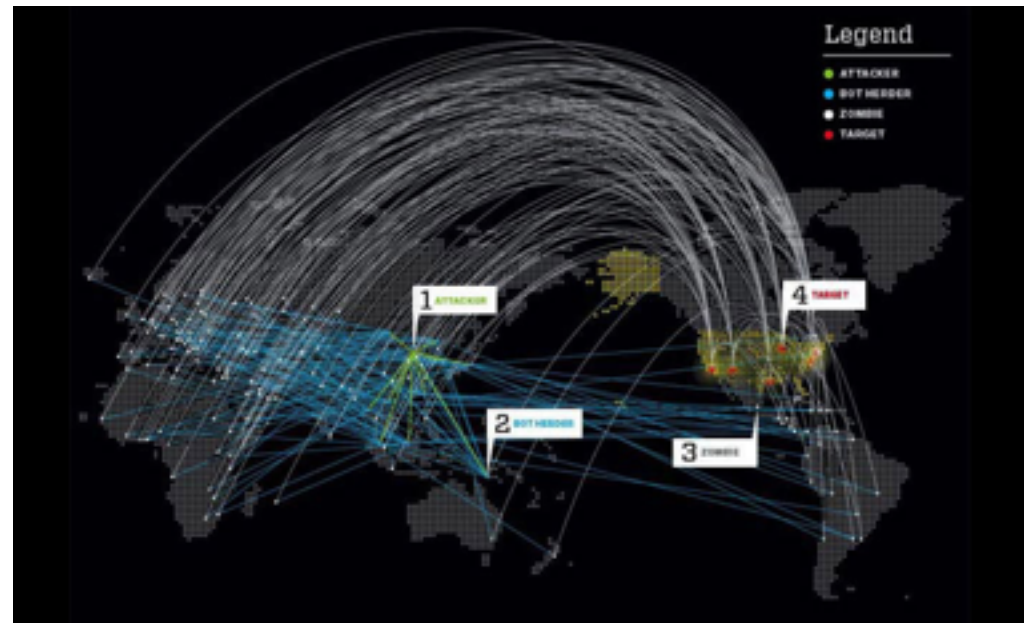 Legend
ATTACKER
BOT HERDER
ZOMBIE
TARGET
1 ATTACKER
4 TARGET
2 BOT HERDER
3 ZOMBIE